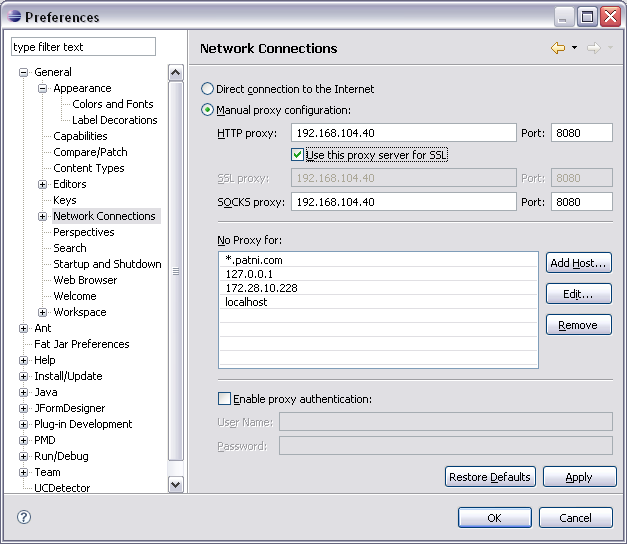 Preferences
type filter text
General
Appearance
Colors and Fonts
Label Decorations
Capabilities
Compare/Patch
Content Types
Editors
Keys
Network Connections
Perspectives
Search
Startup and Shutdown
Web Browser
Welcome
Workspace
Ant
Fat Jar Preferences
Help
Install/Update
Java
JFormDesigner
Plug-in Development
PMD
Run/Debug
Team
UCDetector
Network Connections
Direct connection to the Internet
Manual proxy configuration:
HTTP proxy: 192.168.104.40 Port: 8080
Use this proxy server for SSL
SSL proxy: 192.168.104.40 Port: 8080
SOCKS proxy: 192.168.104.40 Port: 8080
No Proxy for:
*.patni.com
127.0.0.1
172.28.10.228
localhost
Add Host...
Edit...
Remove
Enable proxy authentication:
User Name:
Password:
Restore Defaults Apply
? OK Cancel